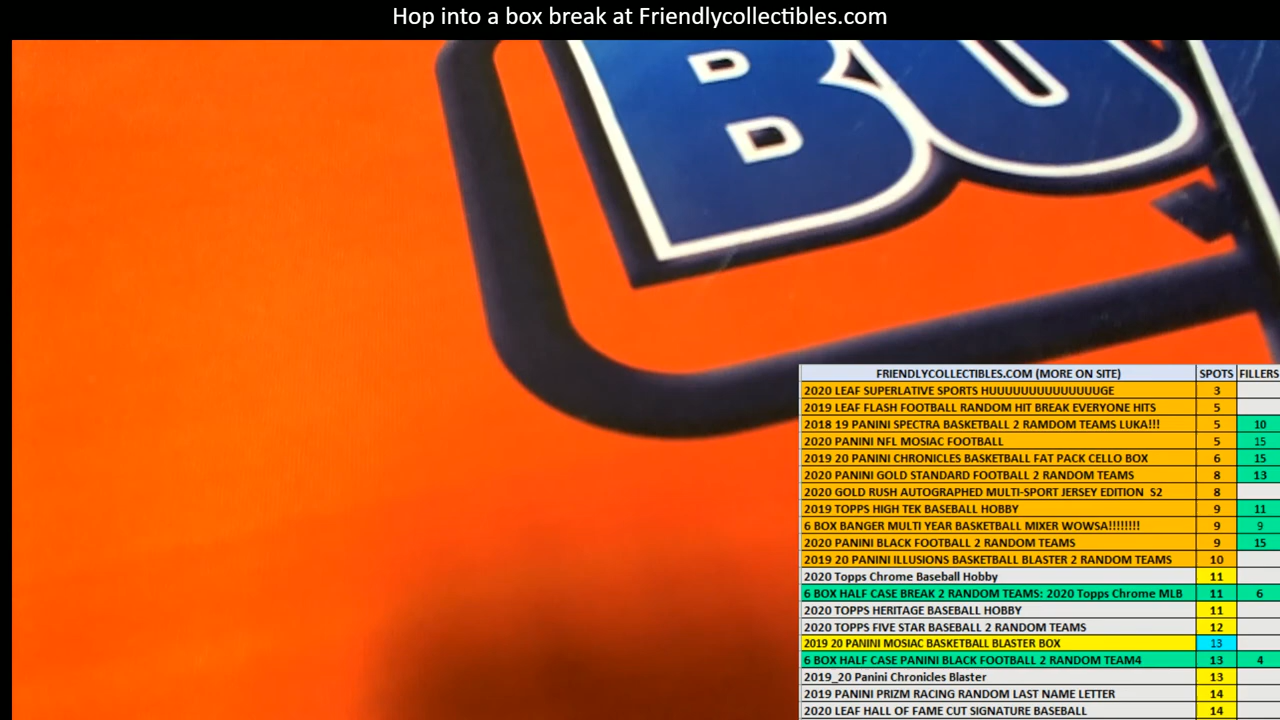 Hop into a box break at Friendlycollectibles.com
BU
FRIENDLYCOLLECTIBLES.COM (MORE ON SITE) SPOTS FILLERS
2020 LEAF SUPERLATIVE SPORTS HUUUUUUUUUUUUUUGE 3
2019 LEAF FLASH FOOTBALL RANDOM HIT BREAK EVERYONE HITS 5
2018 19 PANINI SPECTRA BASKETBALL 2 RAMDOM TEAMS LUKA!!! 5 10
2020 PANINI NFL MOSIAC FOOTBALL 5 15
2019 20 PANINI CHRONICLES BASKETBALL FAT PACK CELLO BOX 6 15
2020 PANINI GOLD STANDARD FOOTBALL 2 RANDOM TEAMS 8 13
2020 GOLD RUSH AUTOGRAPHED MULTI-SPORT JERSEY EDITION S2 8
2019 TOPPS HIGH TEK BASEBALL HOBBY 9 11
6 BOX BANGER MULTI YEAR BASKETBALL MIXER WOWSA!!!!!!!! 9 9
2020 PANINI BLACK FOOTBALL 2 RANDOM TEAMS 9 15
2019 20 PANINI ILLUSIONS BASKETBALL BLASTER 2 RANDOM TEAMS 10
2020 Topps Chrome Baseball Hobby 11
6 BOX HALF CASE BREAK 2 RANDOM TEAMS: 2020 Topps Chrome MLB 11 6
2020 TOPPS HERITAGE BASEBALL HOBBY 11
2020 TOPPS FIVE STAR BASEBALL 2 RANDOM TEAMS 12
2019 20 PANINI MOSIAC BASKETBALL BLASTER BOX 13
6 BOX HALF CASE PANINI BLACK FOOTBALL 2 RANDOM TEAM4 13 4
2019_20 Panini Chronicles Blaster 13
2019 PANINI PRIZM RACING RANDOM LAST NAME LETTER 14
2020 LEAF HALL OF FAME CUT SIGNATURE BASEBALL 14